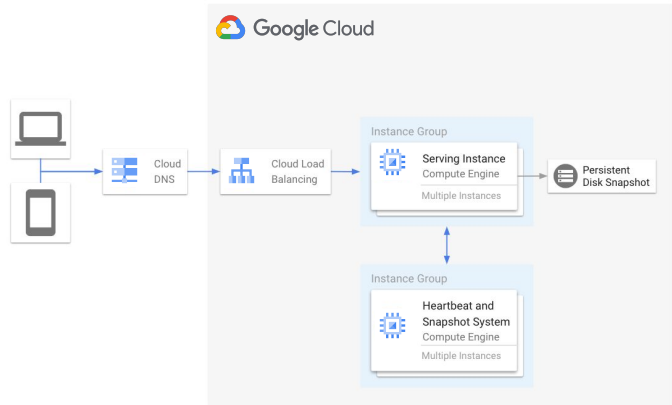 Google Cloud
Instance Group
Cloud
DNS
Cloud Load
Balancing
Serving Instance
Compute Engine
Multiple Instances
Persistent
Disk Snapshot
Instance Group
Heartbeat and
Snapshot System
Compute Engine
Multiple Instances